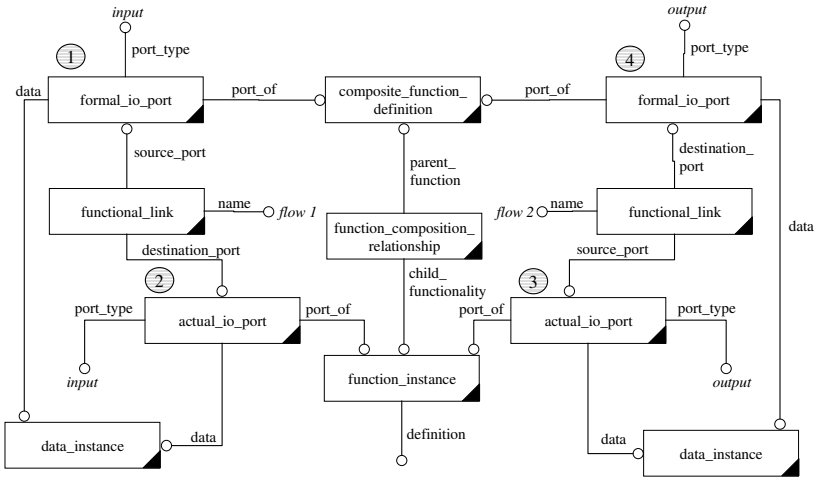 input
output
1
port_type
4
port_type
data
formal_io_port
port_of
composite_function_
definition
port_of
formal_io_port
source_port
parent_
function
destination_
port
functional_link
name
flow 1
function_composition_
relationship
flow 2
name
functional_link
data
destination_port
source_port
2
child_
functionality
3
port_type
actual_io_port
port_of
port_of
actual_io_port
port_type
input
function_instance
output
data_instance
data
definition
data
data_instance